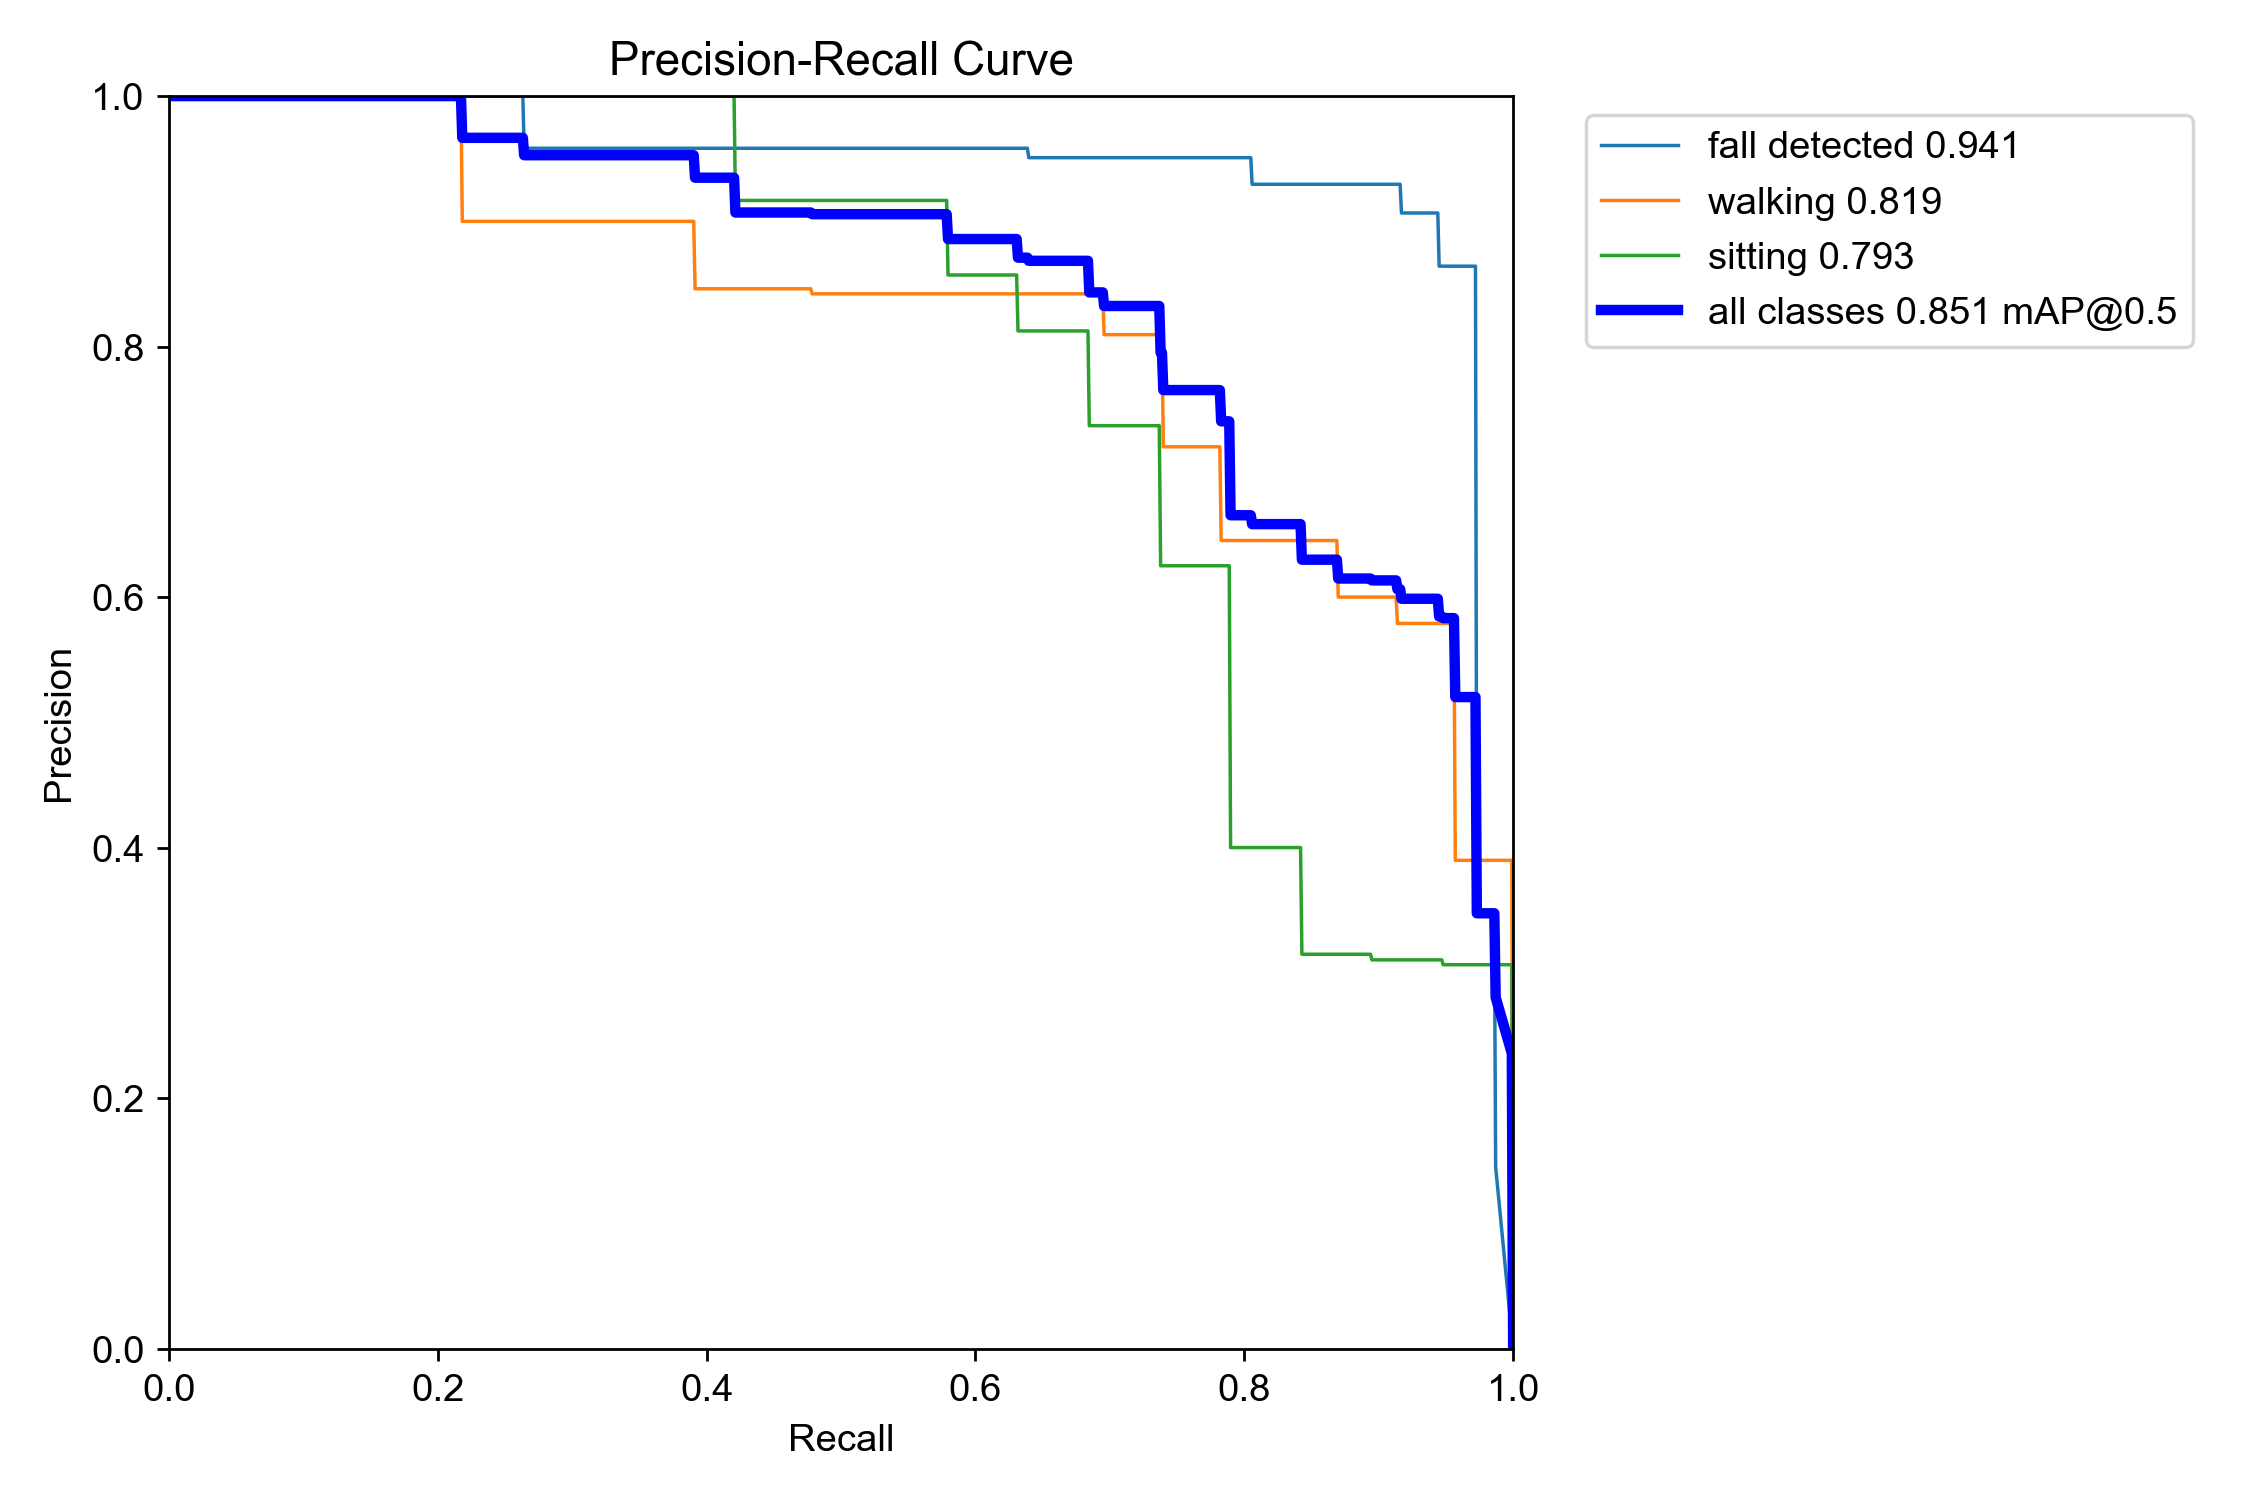 Precision-Recall Curve
1.0
0.8
0.6
0.4
0.2
0.0
Precision
0.0 0.2 0.4 0.6 0.8 1.0
Recall
fall detected 0.941
walking 0.819
sitting 0.793
all classes 0.851 mAP@0.5